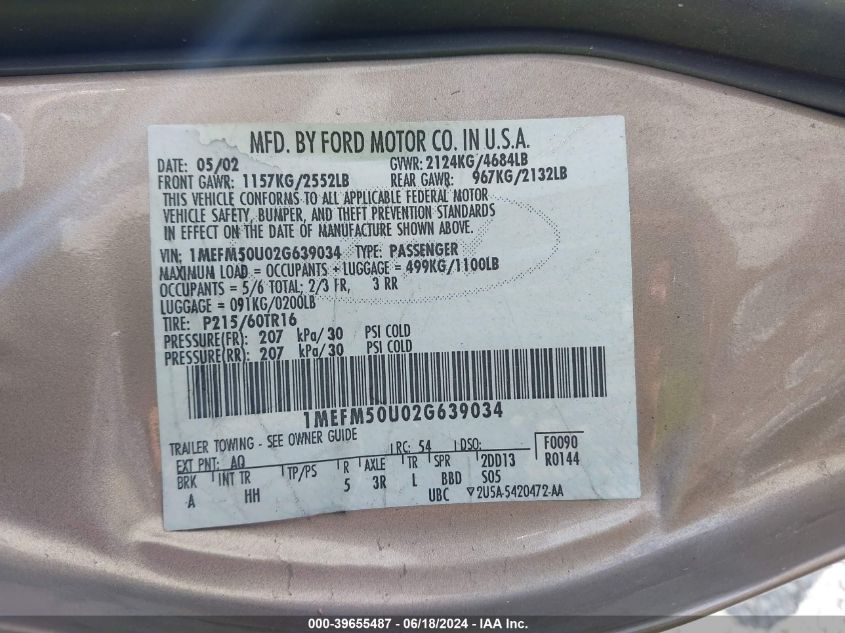 MFD. BY FORD MOTOR CO. IN U.S.A.
DATE: 05/02 GVWR: 2124KG/4684LB
FRONT GAWR: 1157KG/2552LB REAR GAWR: 967KG/2132LB
THIS VEHICLE CONFORMS TO ALL APPLICABLE FEDERAL MOTOR
VEHICLE SAFETY, BUMPER, AND THEFT PREVENTION STANDARDS
IN EFFECT ON THE DATE OF MANUFACTURE SHOWN ABOVE.
VIN: 1MEFM50U02G639034 TYPE: PASSENGER
MAXIMUM LOAD = OCCUPANTS + LUGGAGE = 499KG/1100LB
OCCUPANTS = 5/6 TOTAL; 2/3 FR, 3 RR
LUGGAGE = 091KG/0200LB
TIRE: P215/60TR16
PRESSURE(FR): 207 kPa/30 PSI COLD
PRESSURE(RR): 207 kPa/30 PSI COLD
1MEFM50U02G639034
TRAILER TOWING - SEE OWNER GUIDE
EXT PNT: AQ RC: 54 DSO: F0090
BRK INT TR TP/PS R AXLE TR SPR 2DD13 R0144
A HH 5 3R L BBD S05
UBC ▽2U5A-5420472-AA
000-39655487 - 06/18/2024 - IAA Inc.